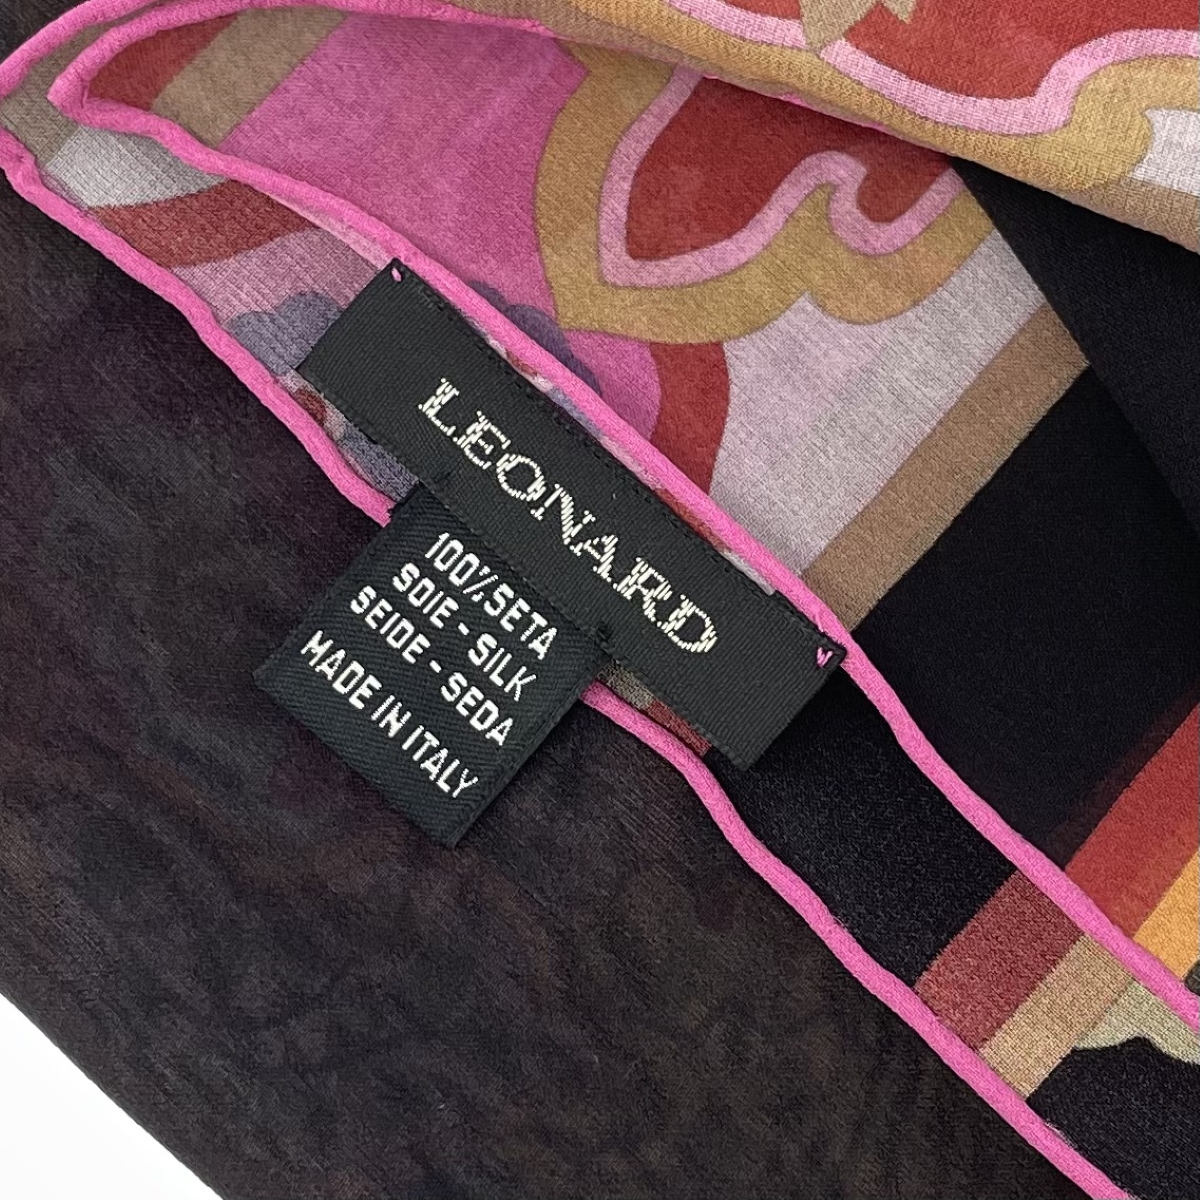 LEONARD
100%SETA
SOIE - SILK
SEIDE - SEDA
MADE IN ITALY